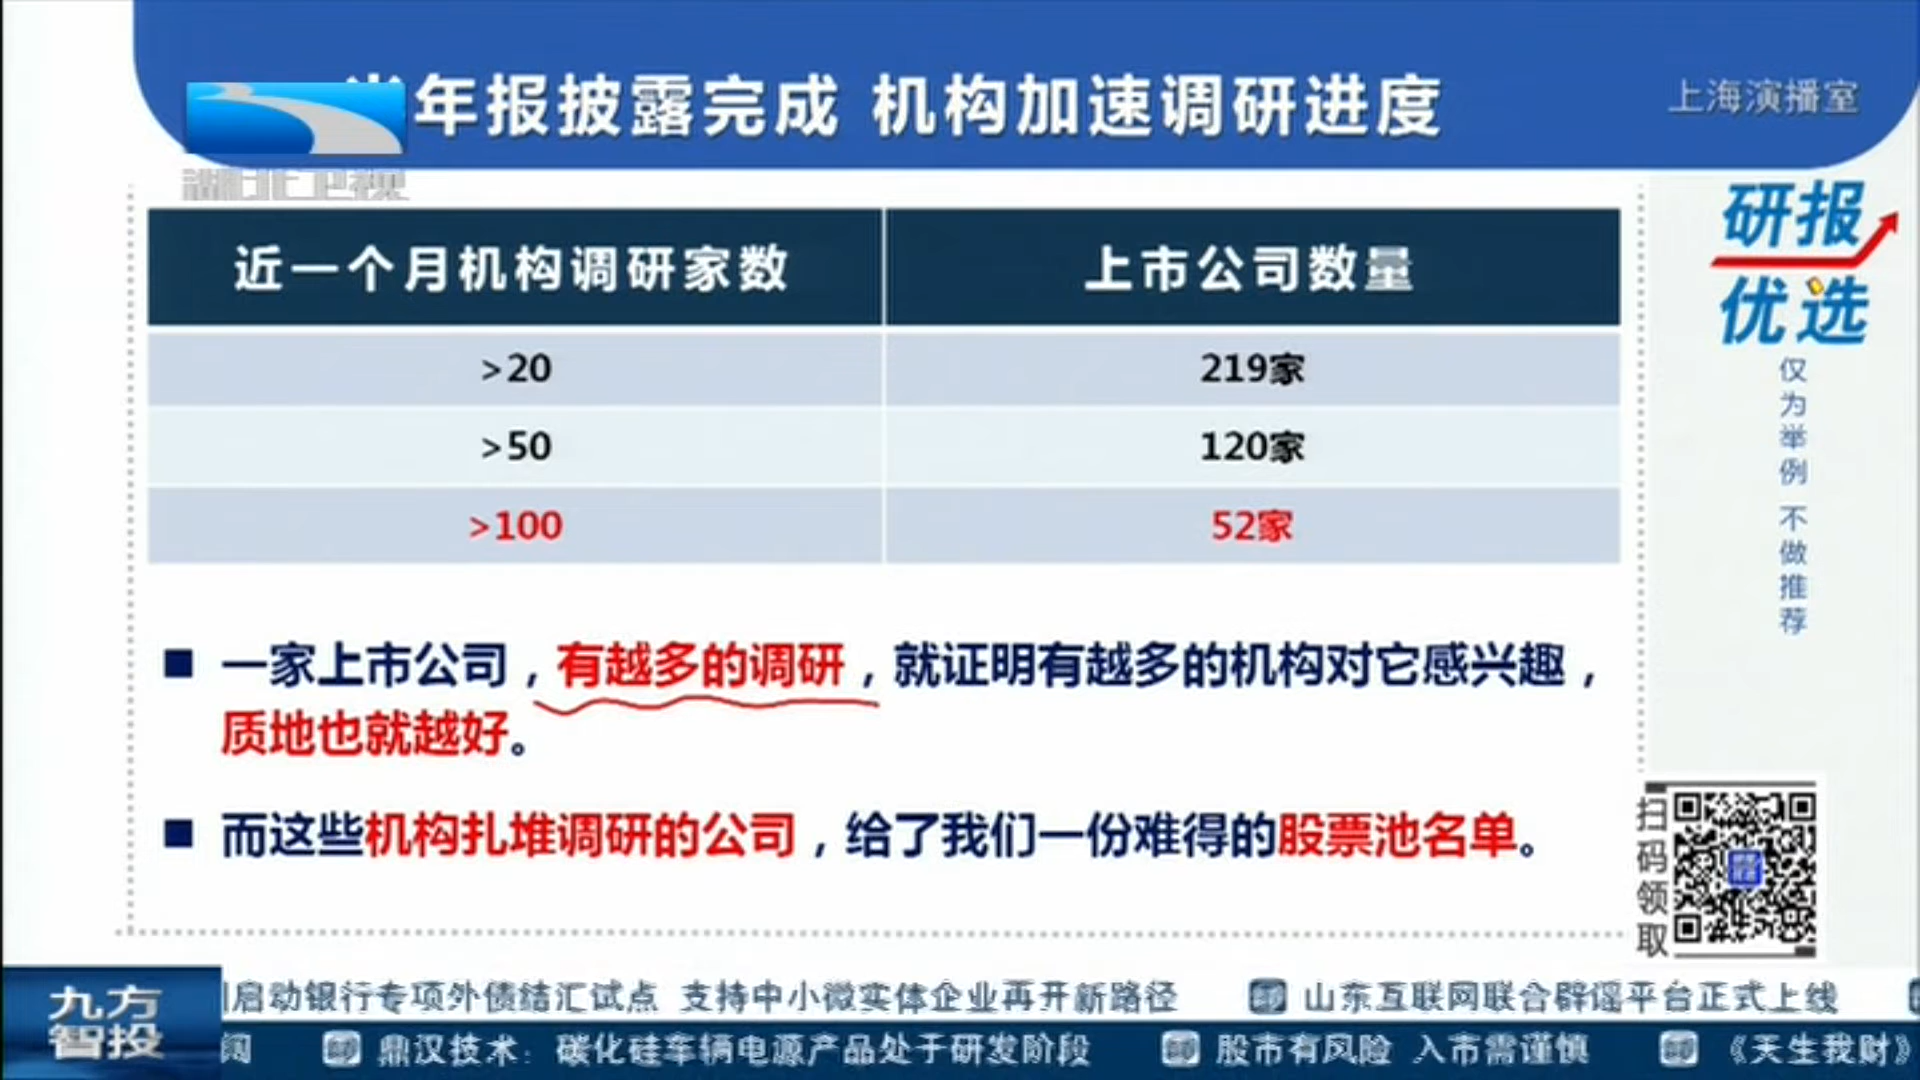 半年报披露完成 机构加速调研进度
上海演播室
湖北卫视
近一个月机构调研家数 上市公司数量
>20 219家
>50 120家
>100 52家
一家上市公司，有越多的调研，就证明有越多的机构对它感兴趣，
质地也就越好。
而这些机构扎堆调研的公司，给了我们一份难得的股票池名单。
研报
优选
仅为举例 不做推荐
扫码领取
九方
智投
启动银行专项外债结汇试点 支持中小微实体企业再开新路径 山东互联网联合辟谣平台正式上线
阅 鼎汉技术：碳化硅车辆电源产品处于研发阶段 股市有风险 入市需谨慎 《天生我财》